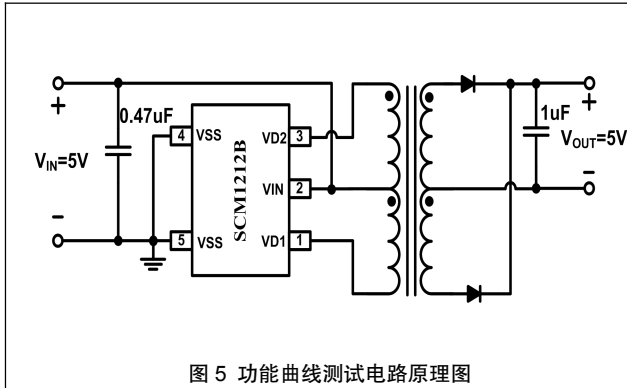 +
0.47uF
VIN=5V
-
4
VSS
5
VSS
SCM1212B
VD2
3
VIN
2
VD1
1
1uF
+
VOUT=5V
-
图 5 功能曲线测试电路原理图